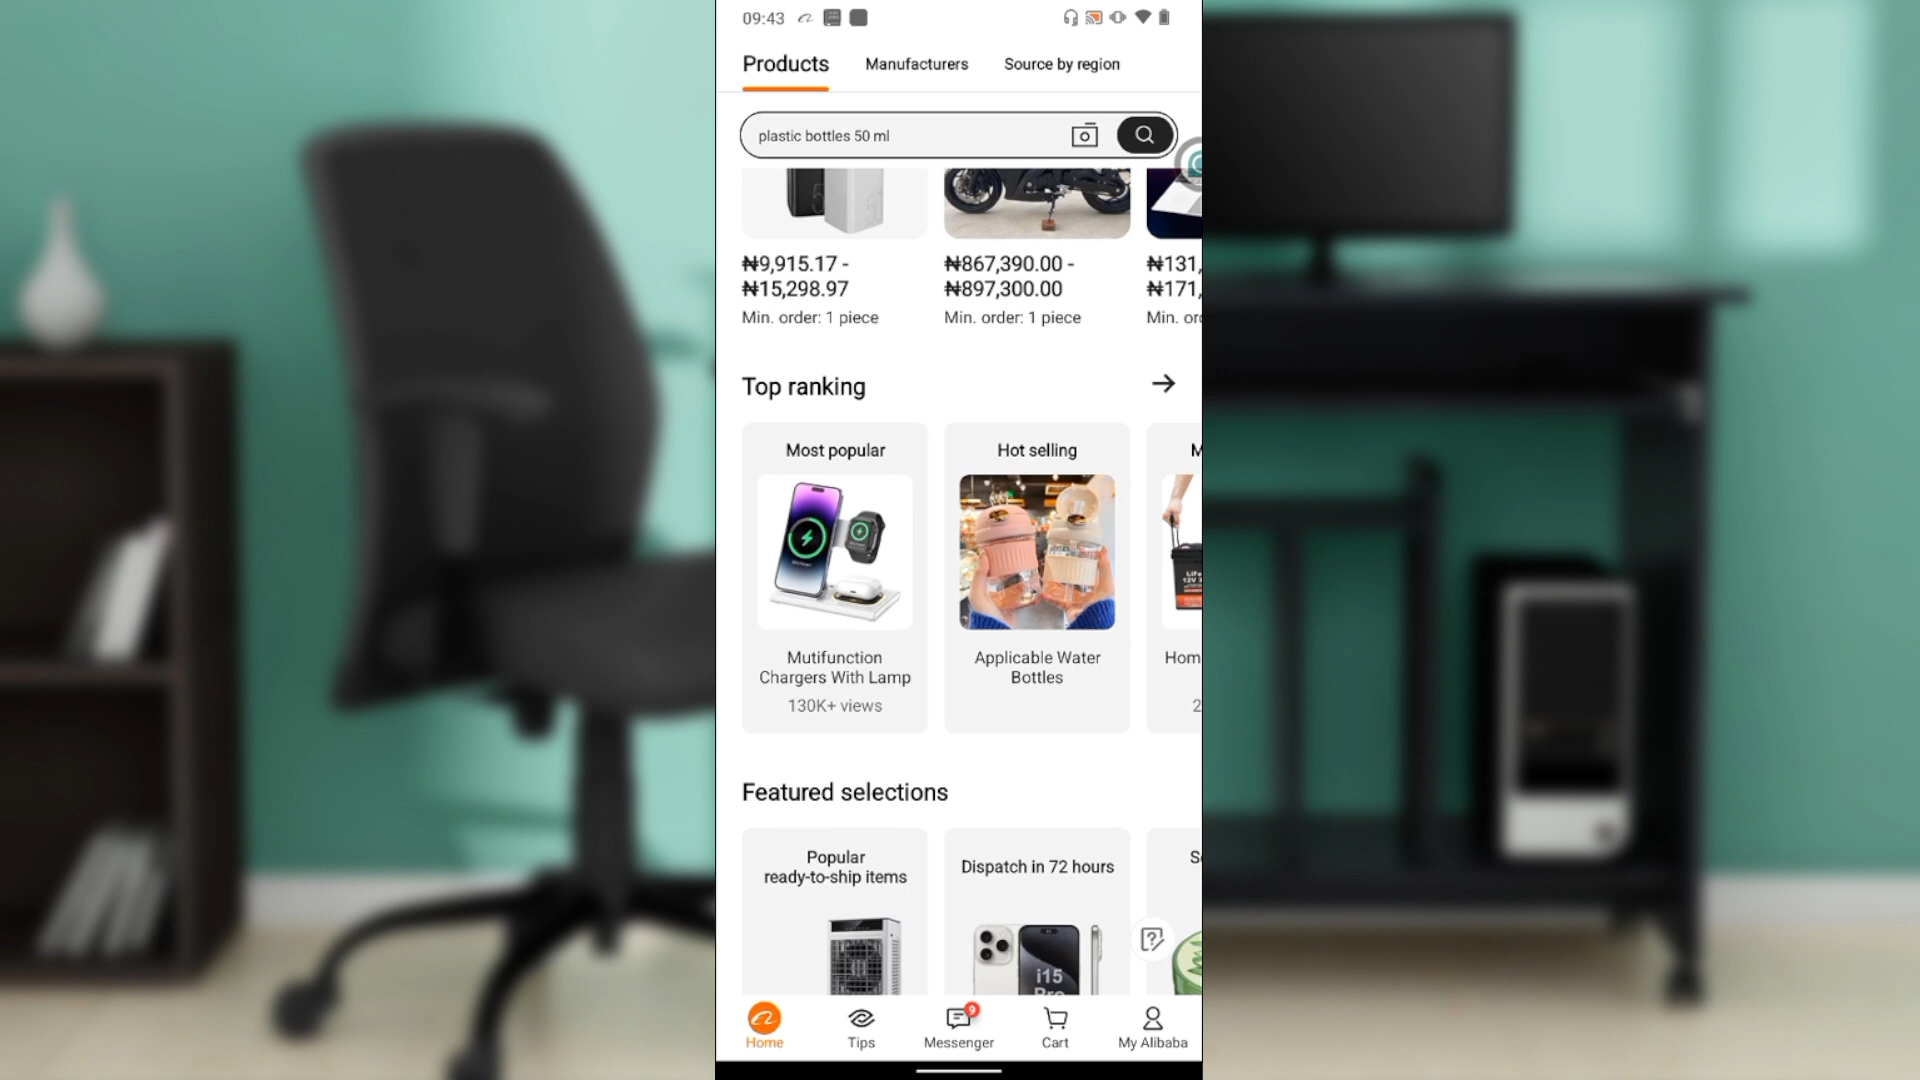 09:43
Products Manufacturers Source by region
plastic bottles 50 ml
₦9,915.17 -
₦15,298.97
Min. order: 1 piece
₦867,390.00 -
₦897,300.00
Min. order: 1 piece
₦131,
₦171,
Min. or
Top ranking
Most popular
Mutifunction
Chargers With Lamp
130K+ views
Hot selling
Applicable Water
Bottles
M
12V
Hom
2
Featured selections
Popular
ready-to-ship items
Dispatch in 72 hours
i15
Pro
S
Home
Tips
9
Messenger
Cart
My Alibaba